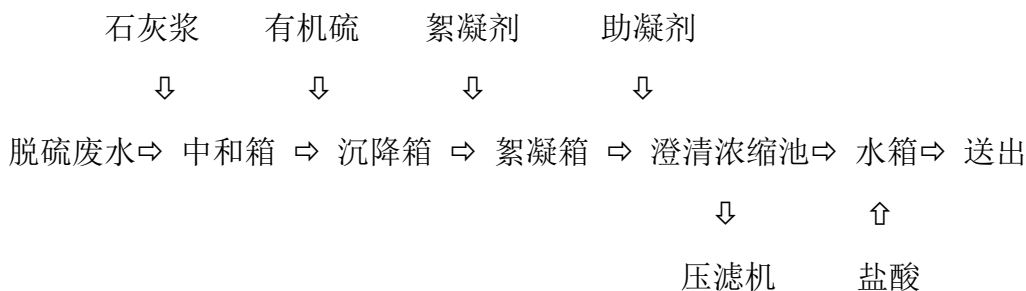 石灰浆 有机硫 絮凝剂 助凝剂
⇩ ⇩ ⇩ ⇩
脱硫废水⇨ 中和箱 ⇨ 沉降箱 ⇨ 絮凝箱 ⇨ 澄清浓缩池⇨ 水箱⇨ 送出
⇩ ⇧
压滤机 盐酸